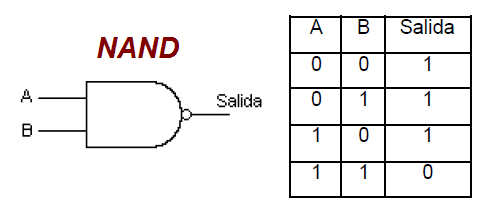 NAND
A
B
Salida
A B Salida
0 0 1
0 1 1
1 0 1
1 1 0